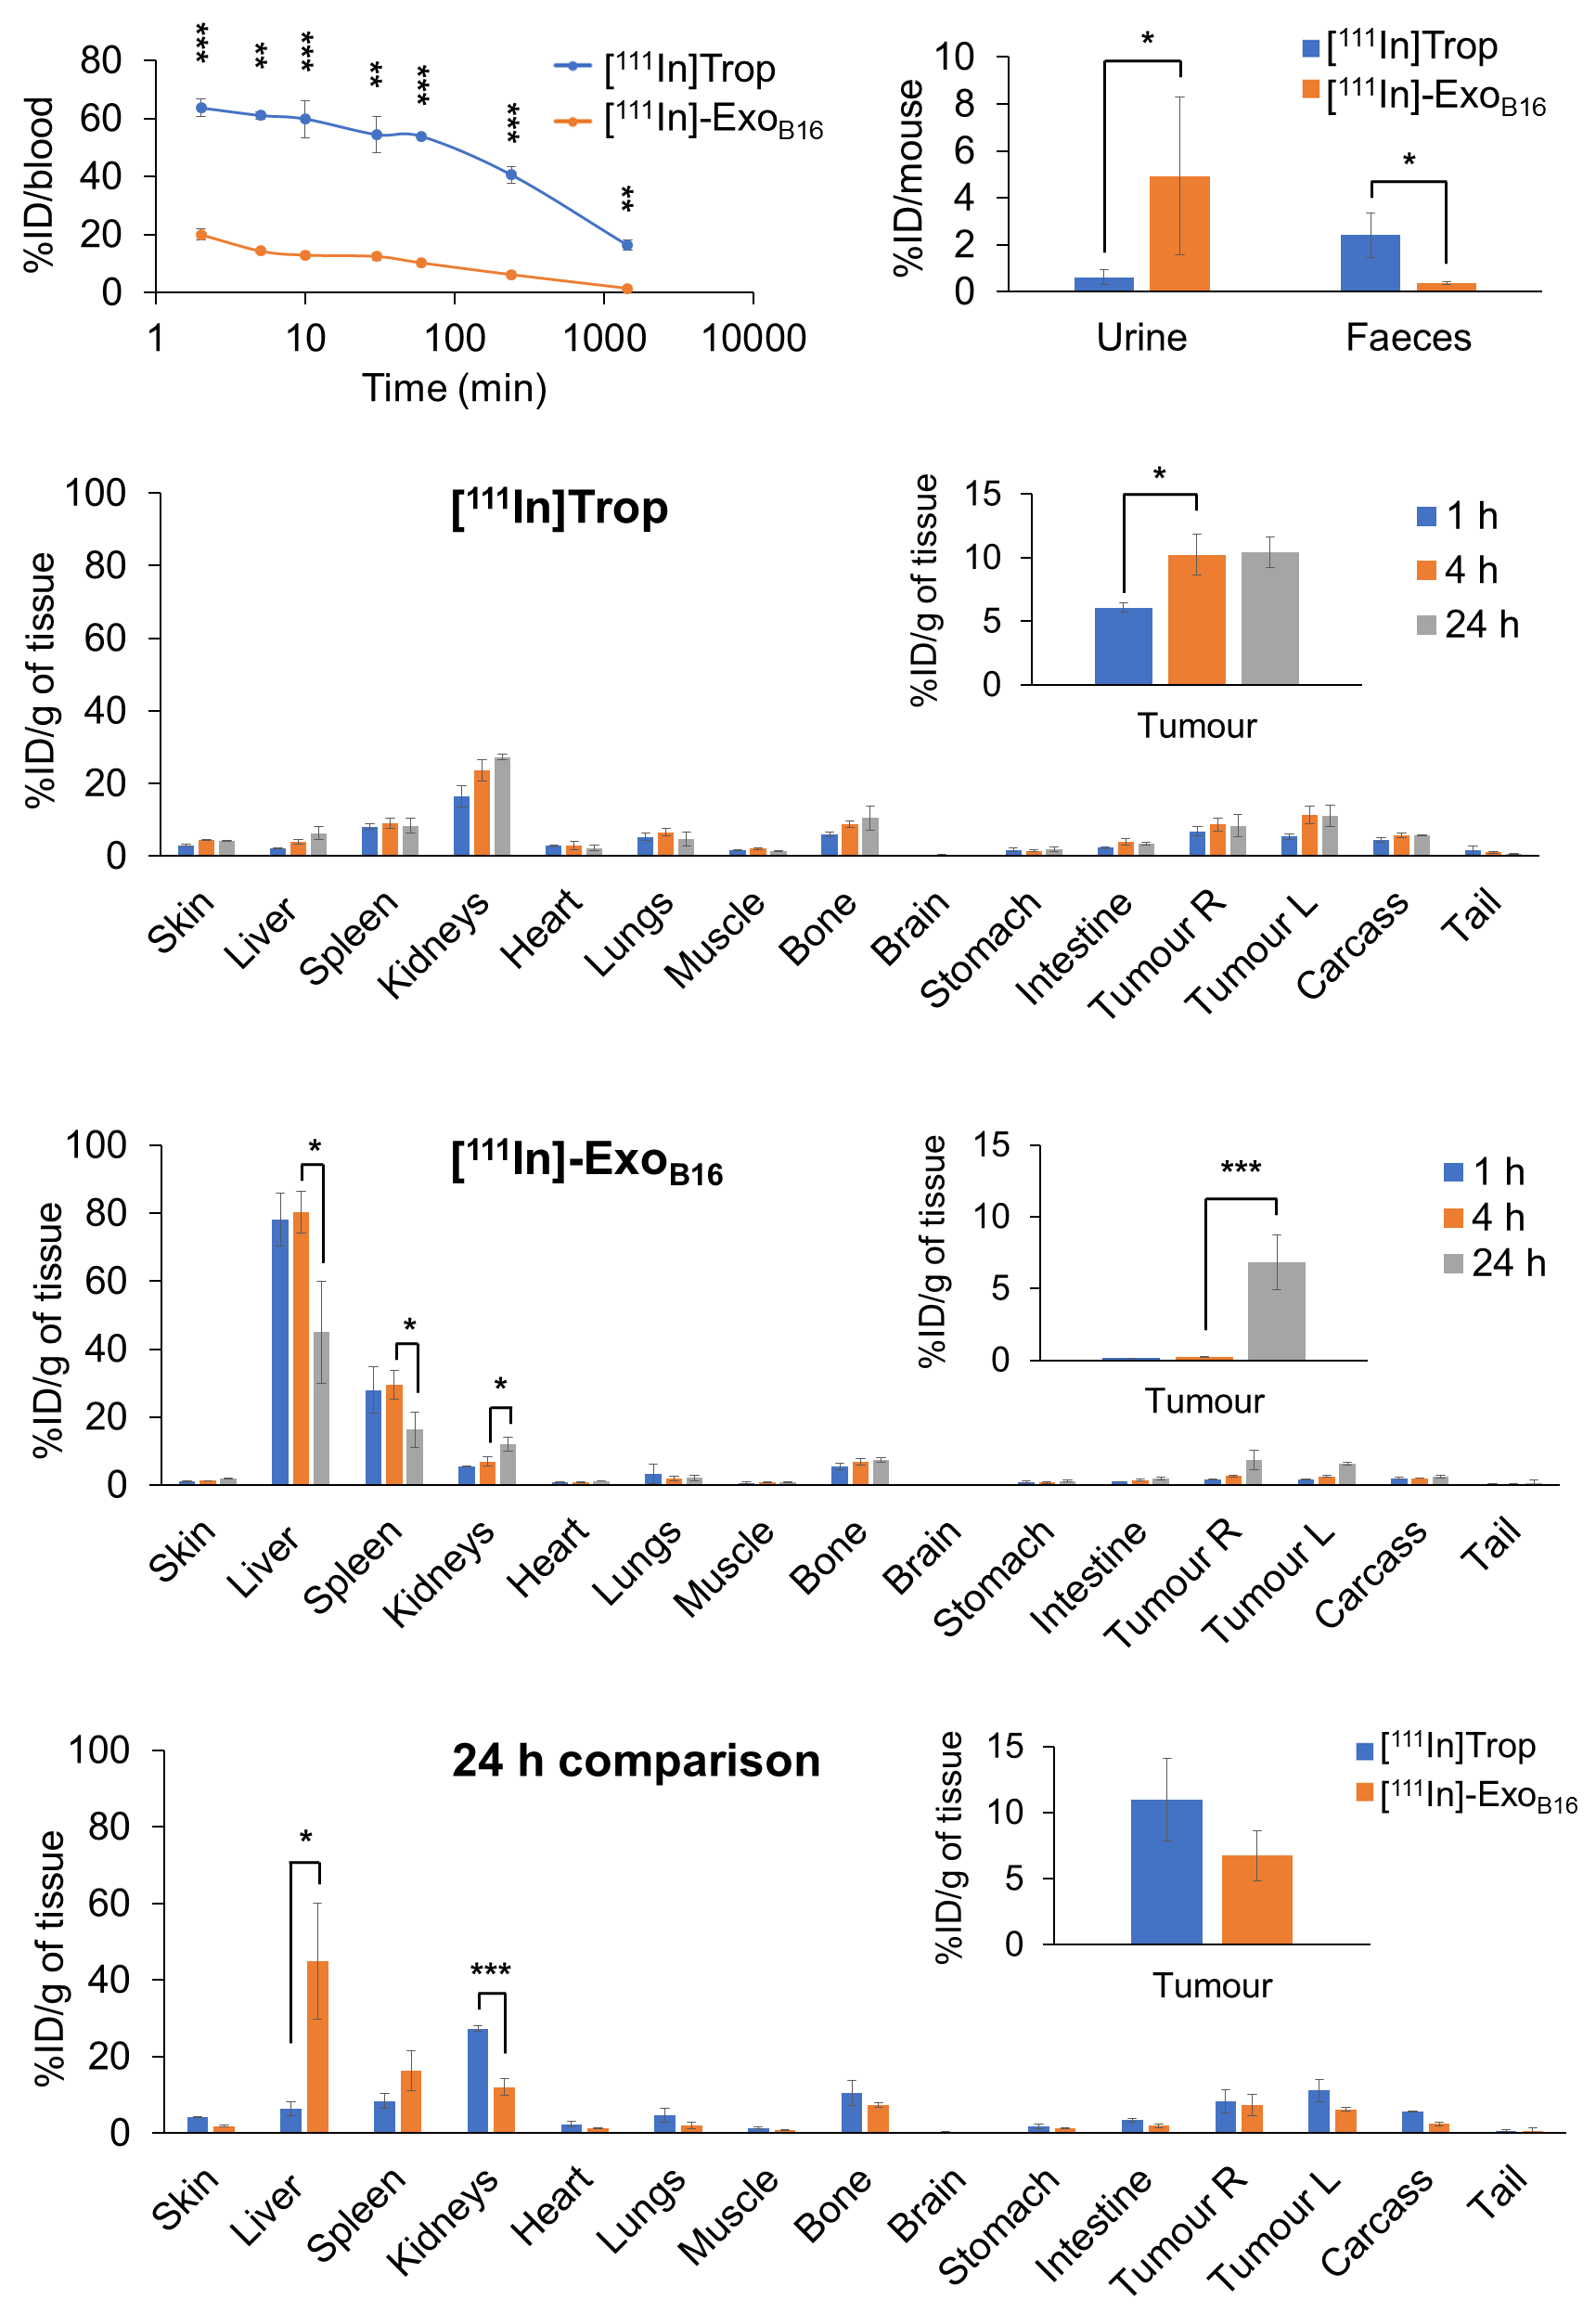 %ID/blood
80
60
40
20
0
***
**
***
**
***
***
**
[¹¹¹In]Trop
[¹¹¹In]-Exo_B16
1
10
100
1000
10000
Time (min)
%ID/mouse
10
8
6
4
2
0
*
*
[¹¹¹In]Trop
[¹¹¹In]-Exo_B16
Urine
Faeces
%ID/g of tissue
100
80
60
40
20
0
[¹¹¹In]Trop
Skin
Liver
Spleen
Kidneys
Heart
Lungs
Muscle
Bone
Brain
Stomach
Intestine
Tumour R
Tumour L
Carcass
Tail
%ID/g of tissue
15
10
5
0
*
Tumour
1 h
4 h
24 h
%ID/g of tissue
100
80
60
40
20
0
[¹¹¹In]-Exo_B16
*
*
*
Skin
Liver
Spleen
Kidneys
Heart
Lungs
Muscle
Bone
Brain
Stomach
Intestine
Tumour R
Tumour L
Carcass
Tail
%ID/g of tissue
15
10
5
0
***
Tumour
1 h
4 h
24 h
%ID/g of tissue
100
80
60
40
20
0
24 h comparison
*
***
Skin
Liver
Spleen
Kidneys
Heart
Lungs
Muscle
Bone
Brain
Stomach
Intestine
Tumour R
Tumour L
Carcass
Tail
%ID/g of tissue
15
10
5
0
Tumour
[¹¹¹In]Trop
[¹¹¹In]-Exo_B16